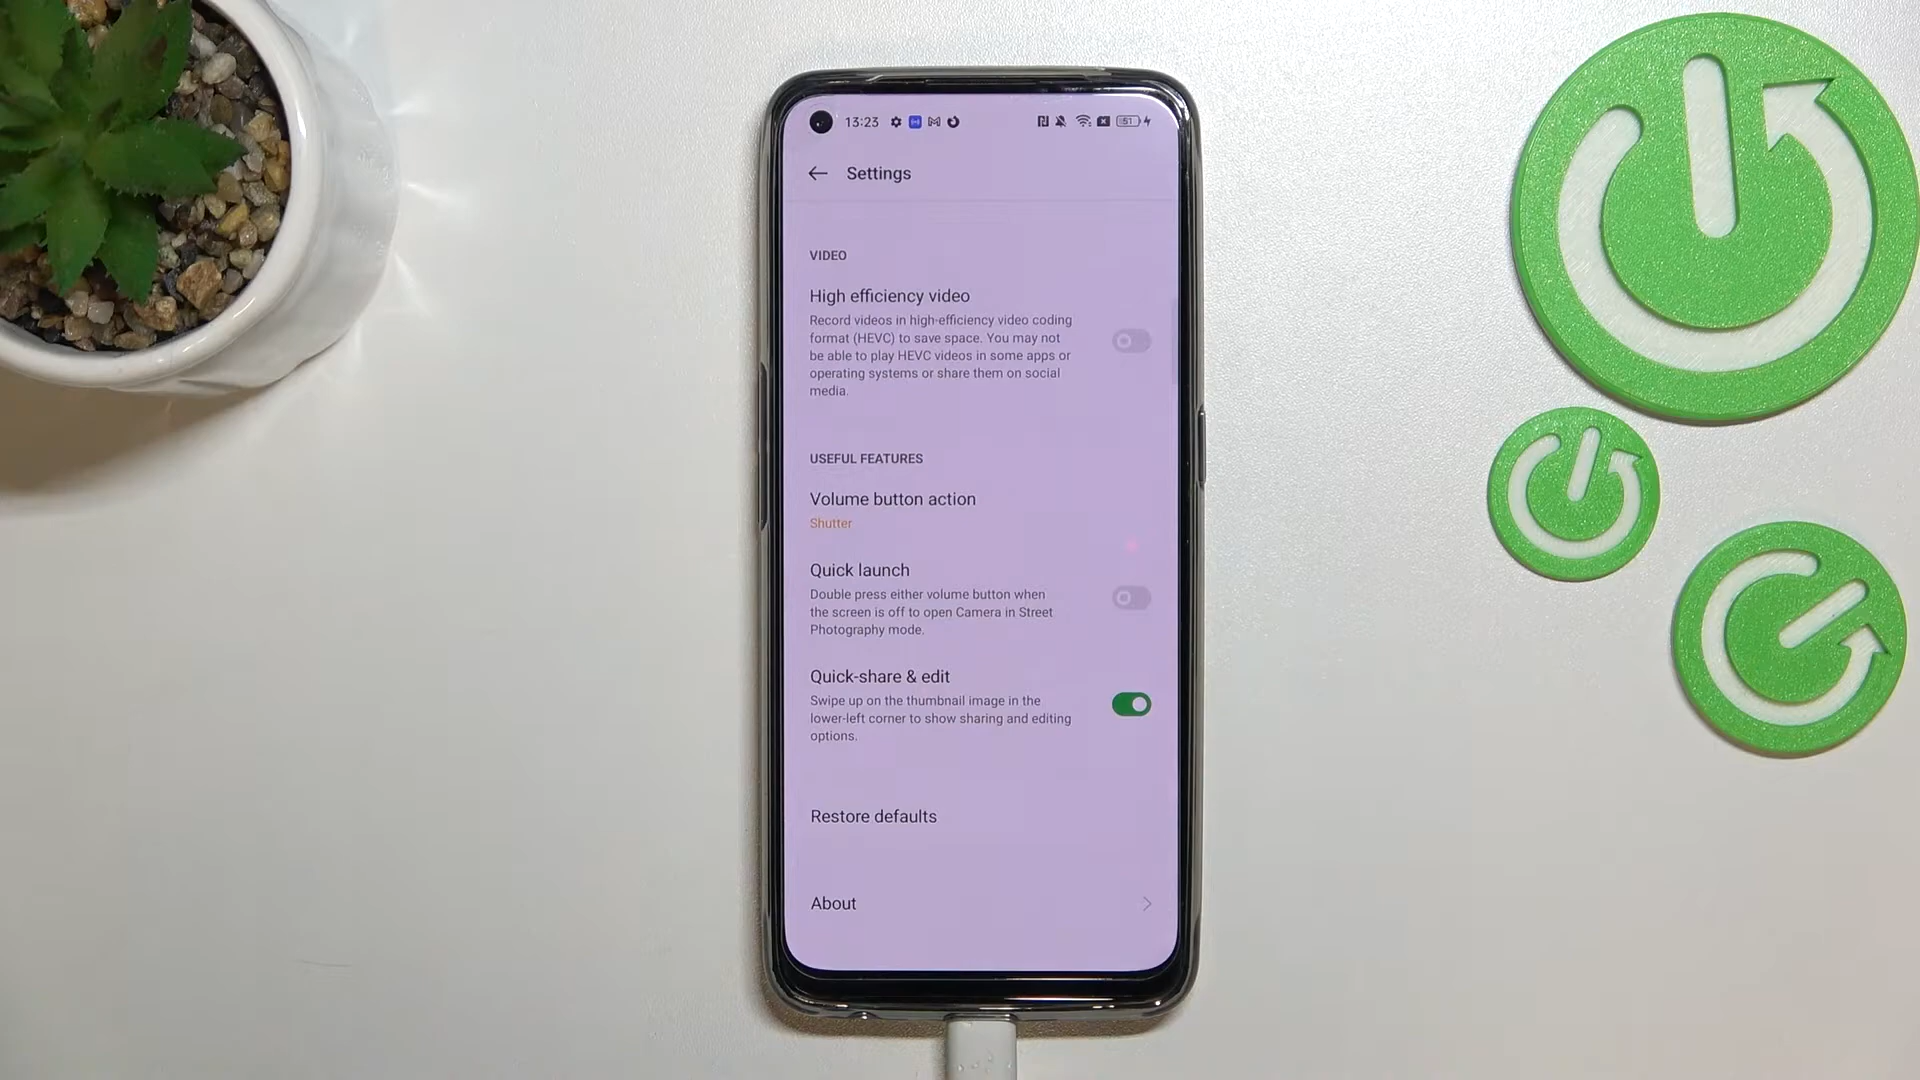 13:23 51
Settings
VIDEO
High efficiency video
Record videos in high-efficiency video coding
format (HEVC) to save space. You may not
be able to play HEVC videos in some apps or
operating systems or share them on social
media.
USEFUL FEATURES
Volume button action
Shutter
Quick launch
Double press either volume button when
the screen is off to open Camera in Street
Photography mode.
Quick-share & edit
Swipe up on the thumbnail image in the
lower-left corner to show sharing and editing
options.
Restore defaults
About